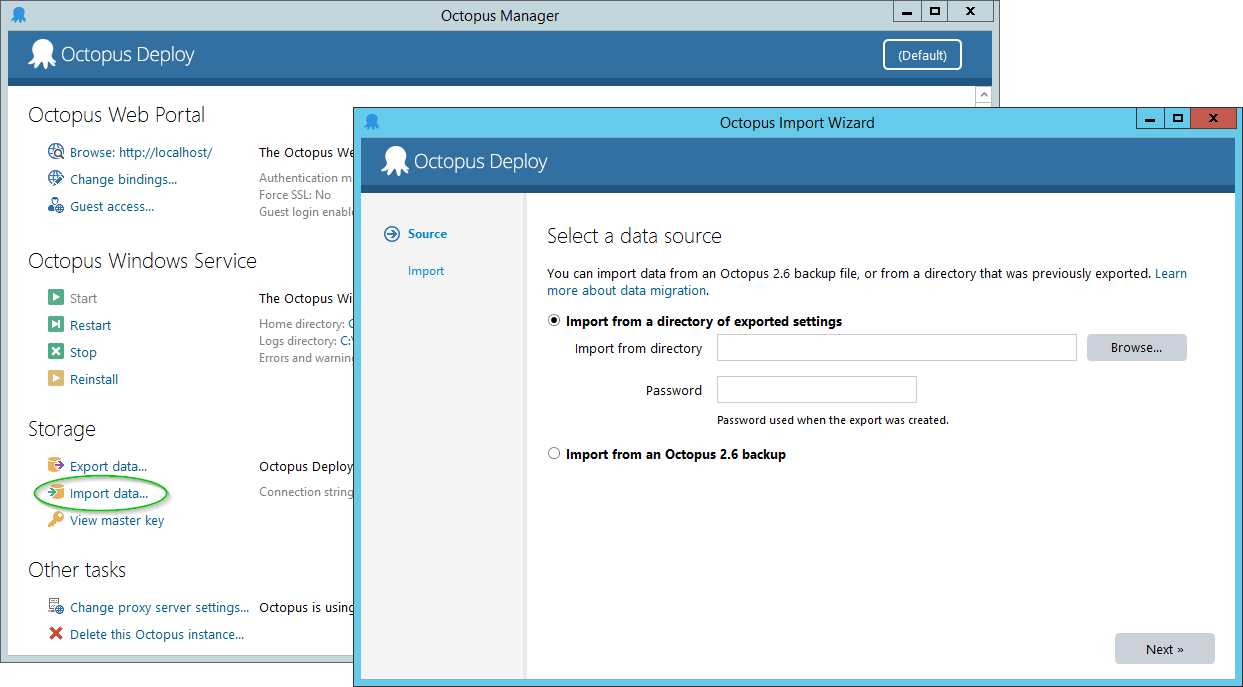 Octopus Manager
Octopus Deploy
(Default)
Octopus Web Portal
Browse: http://localhost/
Change bindings...
Guest access...
The Octopus We
Authentication m
Force SSL: No
Guest login enable
Octopus Windows Service
Start
Restart
Stop
Reinstall
The Octopus Wi
Home directory: C
Logs directory: C:\
Errors and warning
Storage
Export data...
Import data...
View master key
Octopus Deploy
Connection string
Other tasks
Change proxy server settings...
Octopus is using
Delete this Octopus instance...
Octopus Import Wizard
Octopus Deploy
Source
Import
Select a data source
You can import data from an Octopus 2.6 backup file, or from a directory that was previously exported. Learn
more about data migration.
Import from a directory of exported settings
Import from directory
Browse...
Password
Password used when the export was created.
Import from an Octopus 2.6 backup
Next »